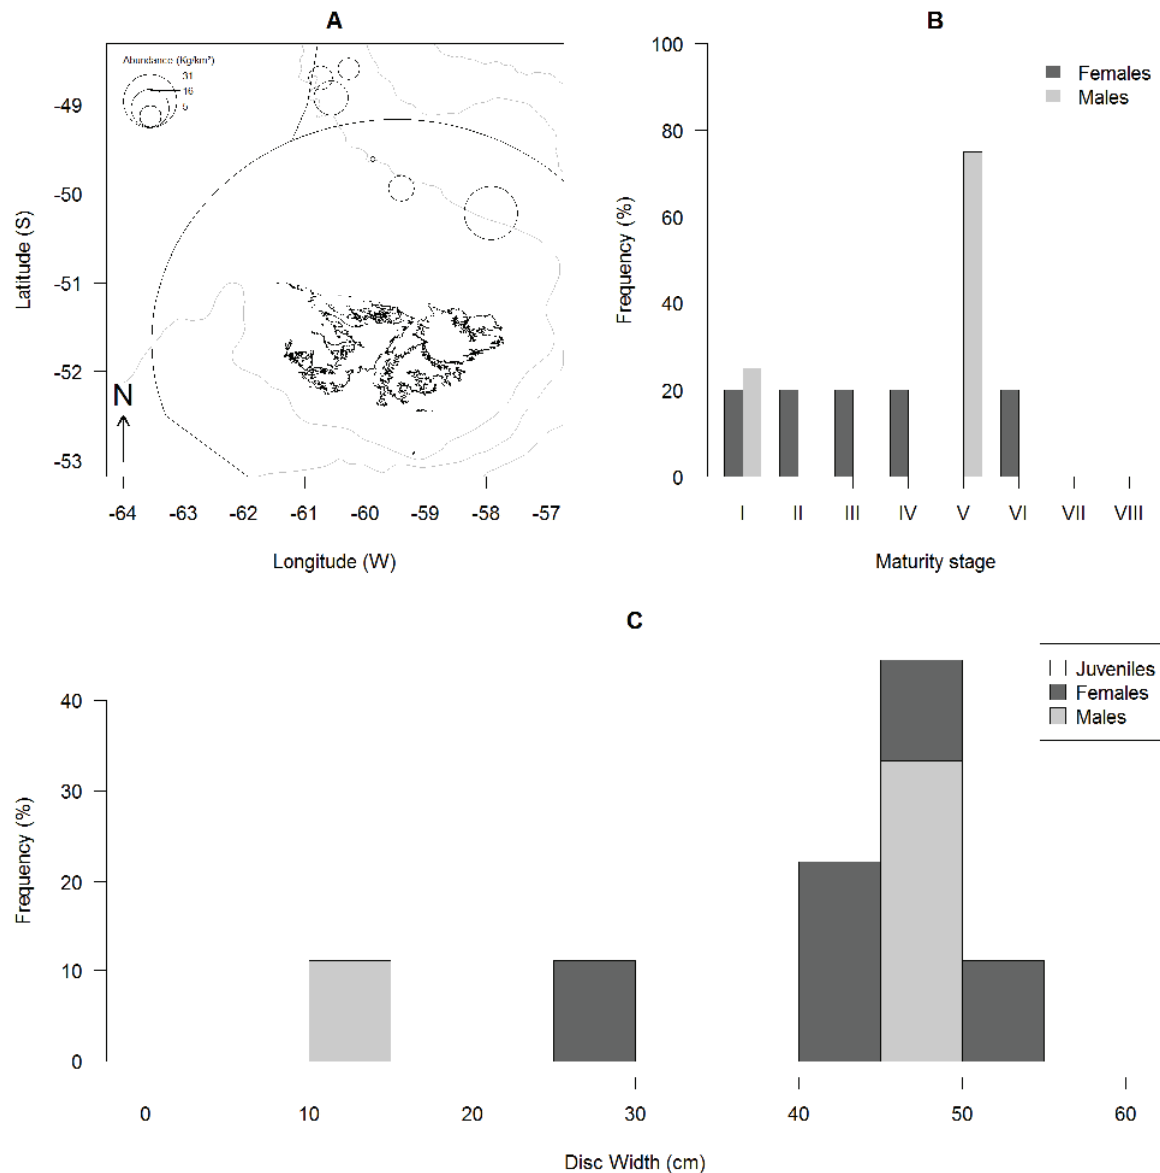 A
Abundance (Kg/km²)
31
16
5
-49
-50
-51
-52
-53
Latitude (S)
N
-64 -63 -62 -61 -60 -59 -58 -57
Longitude (W)
B
100
80
60
40
20
0
Frequency (%)
Females
Males
I II III IV V VI VII VIII
Maturity stage
C
40
30
20
10
0
Frequency (%)
Juveniles
Females
Males
0 10 20 30 40 50 60
Disc Width (cm)